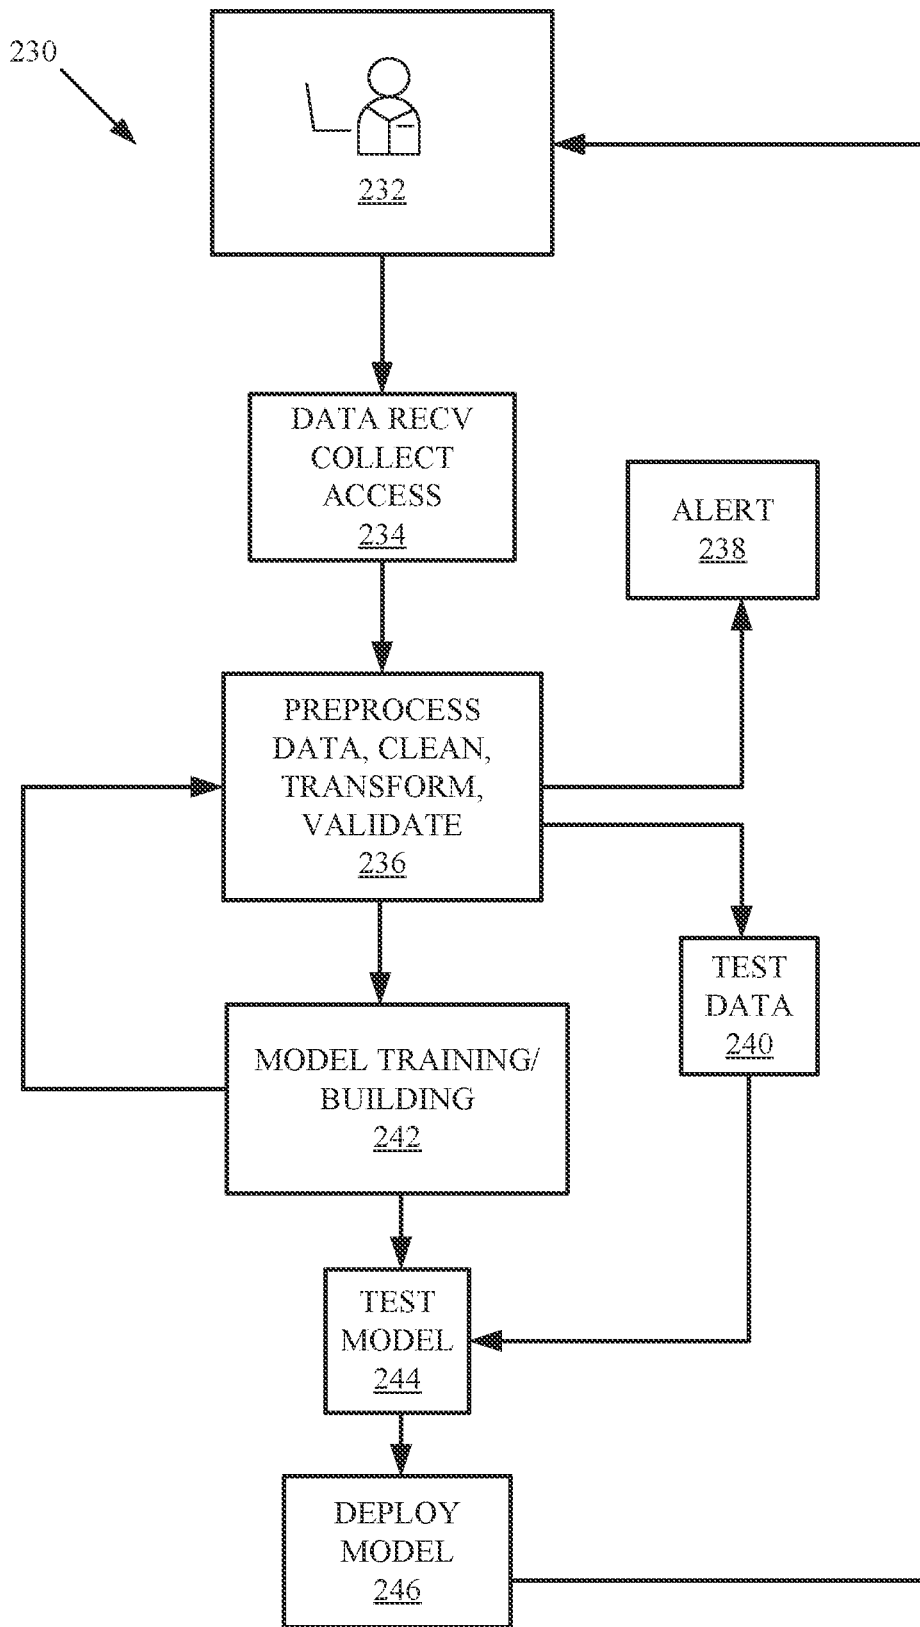 230
232
DATA RECV
COLLECT
ACCESS
234
ALERT
238
PREPROCESS
DATA, CLEAN,
TRANSFORM,
VALIDATE
236
TEST
DATA
240
MODEL TRAINING/
BUILDING
242
TEST
MODEL
244
DEPLOY
MODEL
246